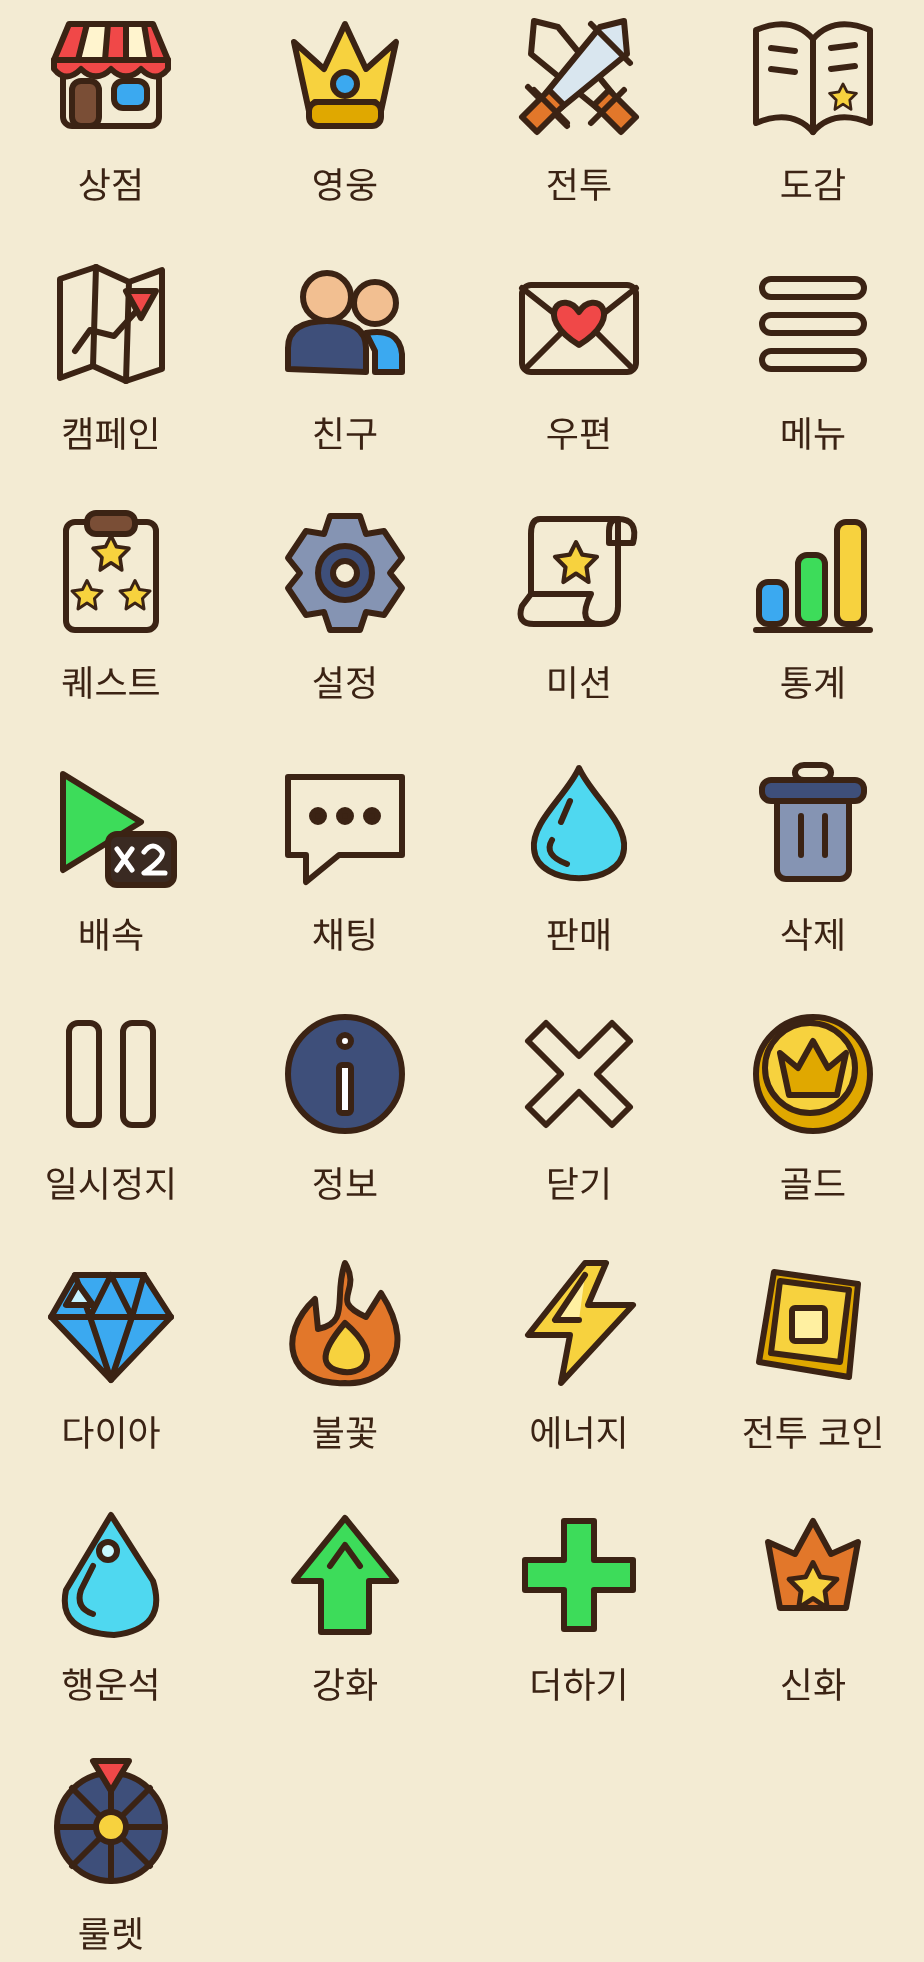 상점 영웅 전투 도감
캠페인 친구 우편 메뉴
퀘스트 설정 미션 통계
x2
배속 채팅 판매 삭제
일시정지 정보 닫기 골드
다이아 불꽃 에너지 전투 코인
행운석 강화 더하기 신화
룰렛